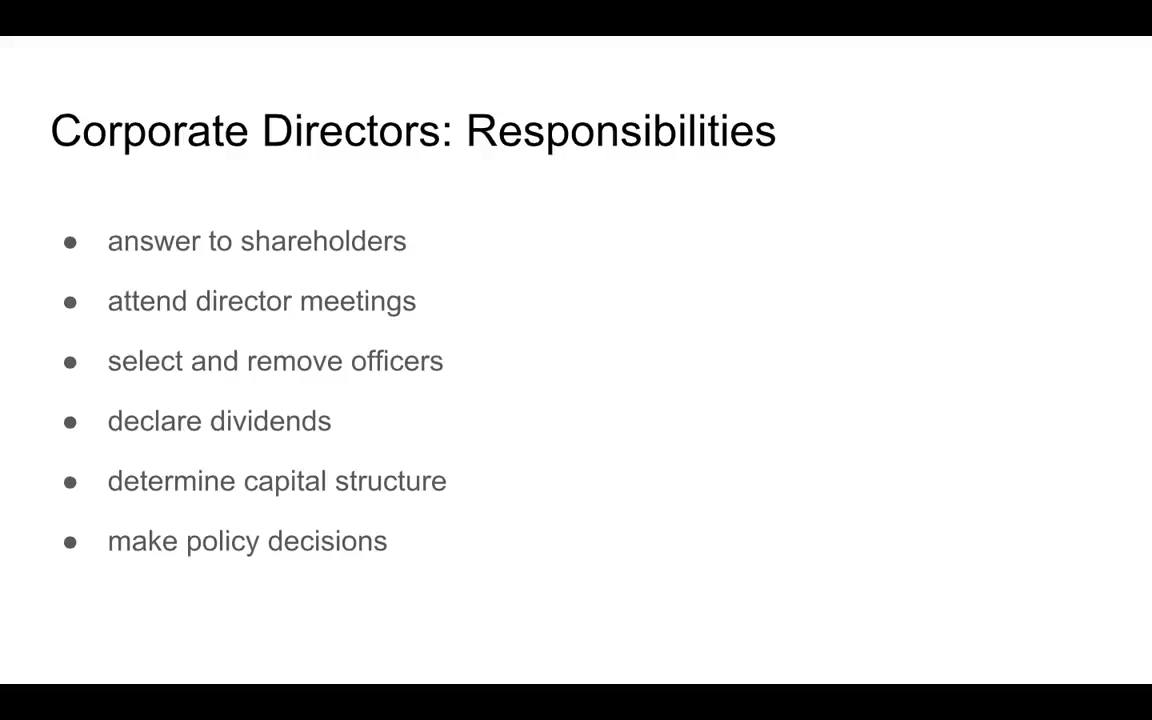 Corporate Directors: Responsibilities
● answer to shareholders
● attend director meetings
● select and remove officers
● declare dividends
● determine capital structure
● make policy decisions